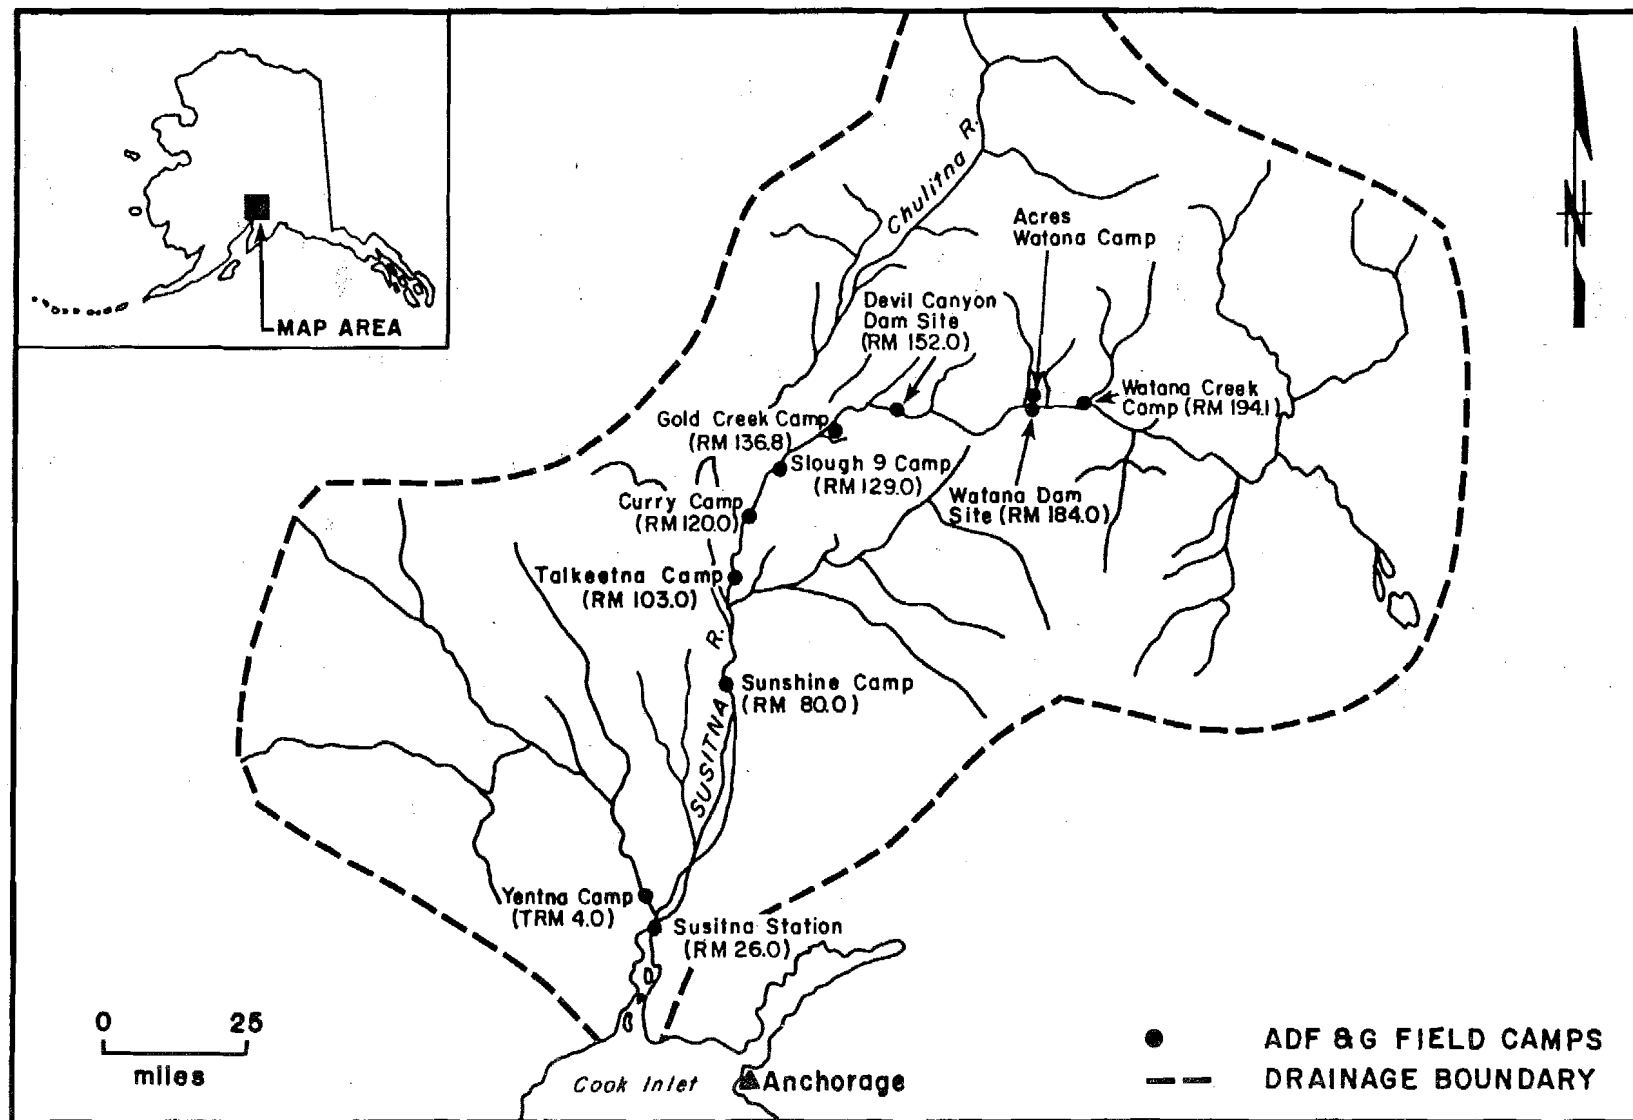 MAP AREA
Chulitna R.
Acres
Watana Camp
Devil Canyon
Dam Site
(RM 152.0)
Watana Creek
Camp (RM 194.1)
Gold Creek Camp
(RM 136.8)
Slough 9 Camp
(RM 129.0)
Watana Dam
Site (RM 184.0)
Curry Camp
(RM 120.0)
Talkeetna Camp
(RM 103.0)
SUSITNA R.
Sunshine Camp
(RM 80.0)
Yentna Camp
(TRM 4.0)
Susitna Station
(RM 26.0)
0 25
miles
Cook Inlet
Anchorage
ADF & G FIELD CAMPS
DRAINAGE BOUNDARY
N